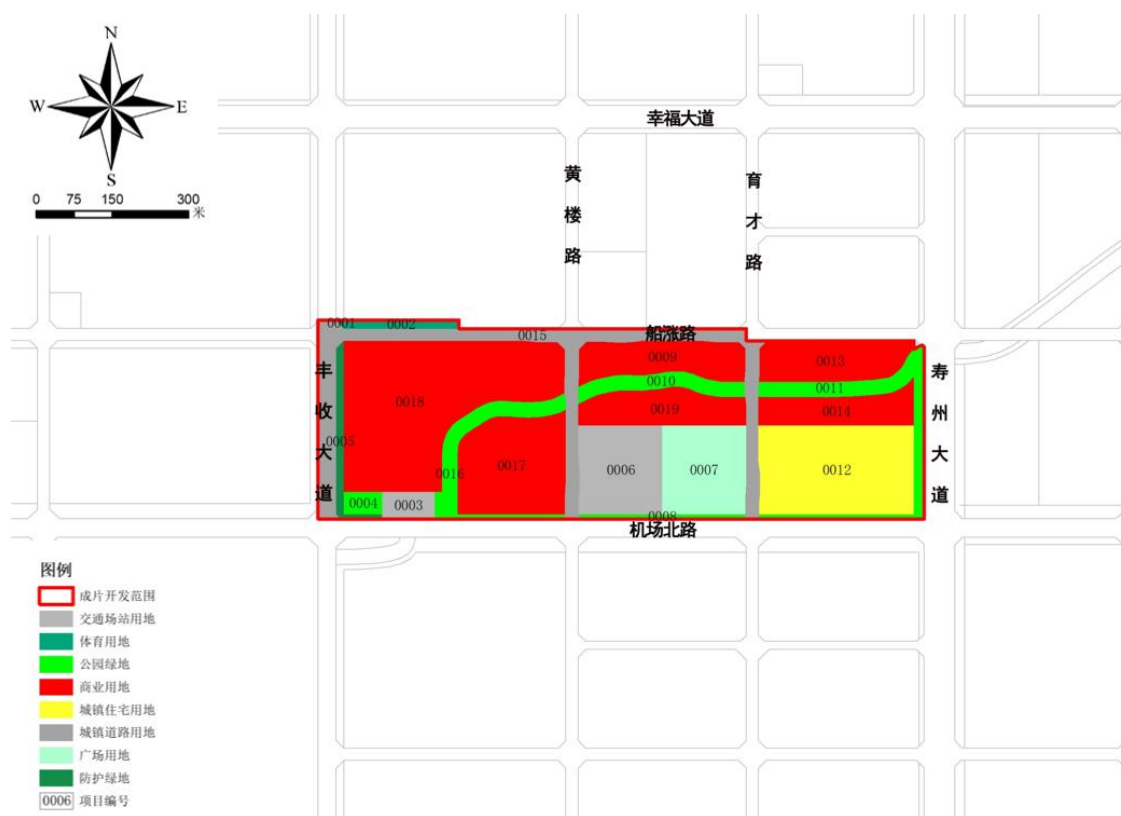 N
W E
S
0 75 150 300
米
幸福大道
黄楼路
育才路
0001
0002
0015
船涨路
0009
0013
0010
0011
丰收大道
寿州大道
0018
0019
0014
0005
0016
0017
0006
0007
0012
0004
0003
0008
机场北路
图例
成片开发范围
交通场站用地
体育用地
公园绿地
商业用地
城镇住宅用地
城镇道路用地
广场用地
防护绿地
0006 项目编号